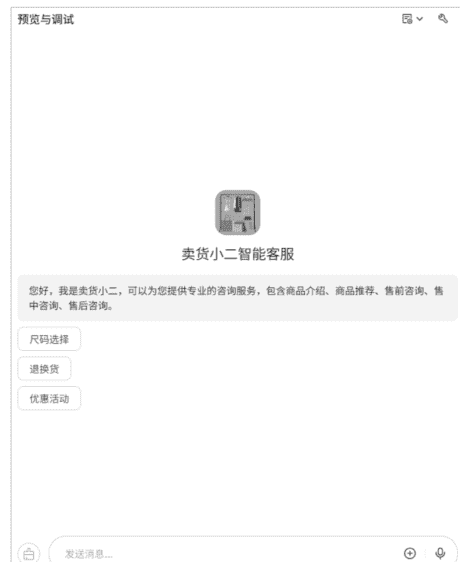 预览与调试
卖货小二智能客服
您好，我是卖货小二，可以为您提供专业的咨询服务，包含商品介绍、商品推荐、售前咨询、售
中咨询、售后咨询。
尺码选择
退换货
优惠活动
发送消息...